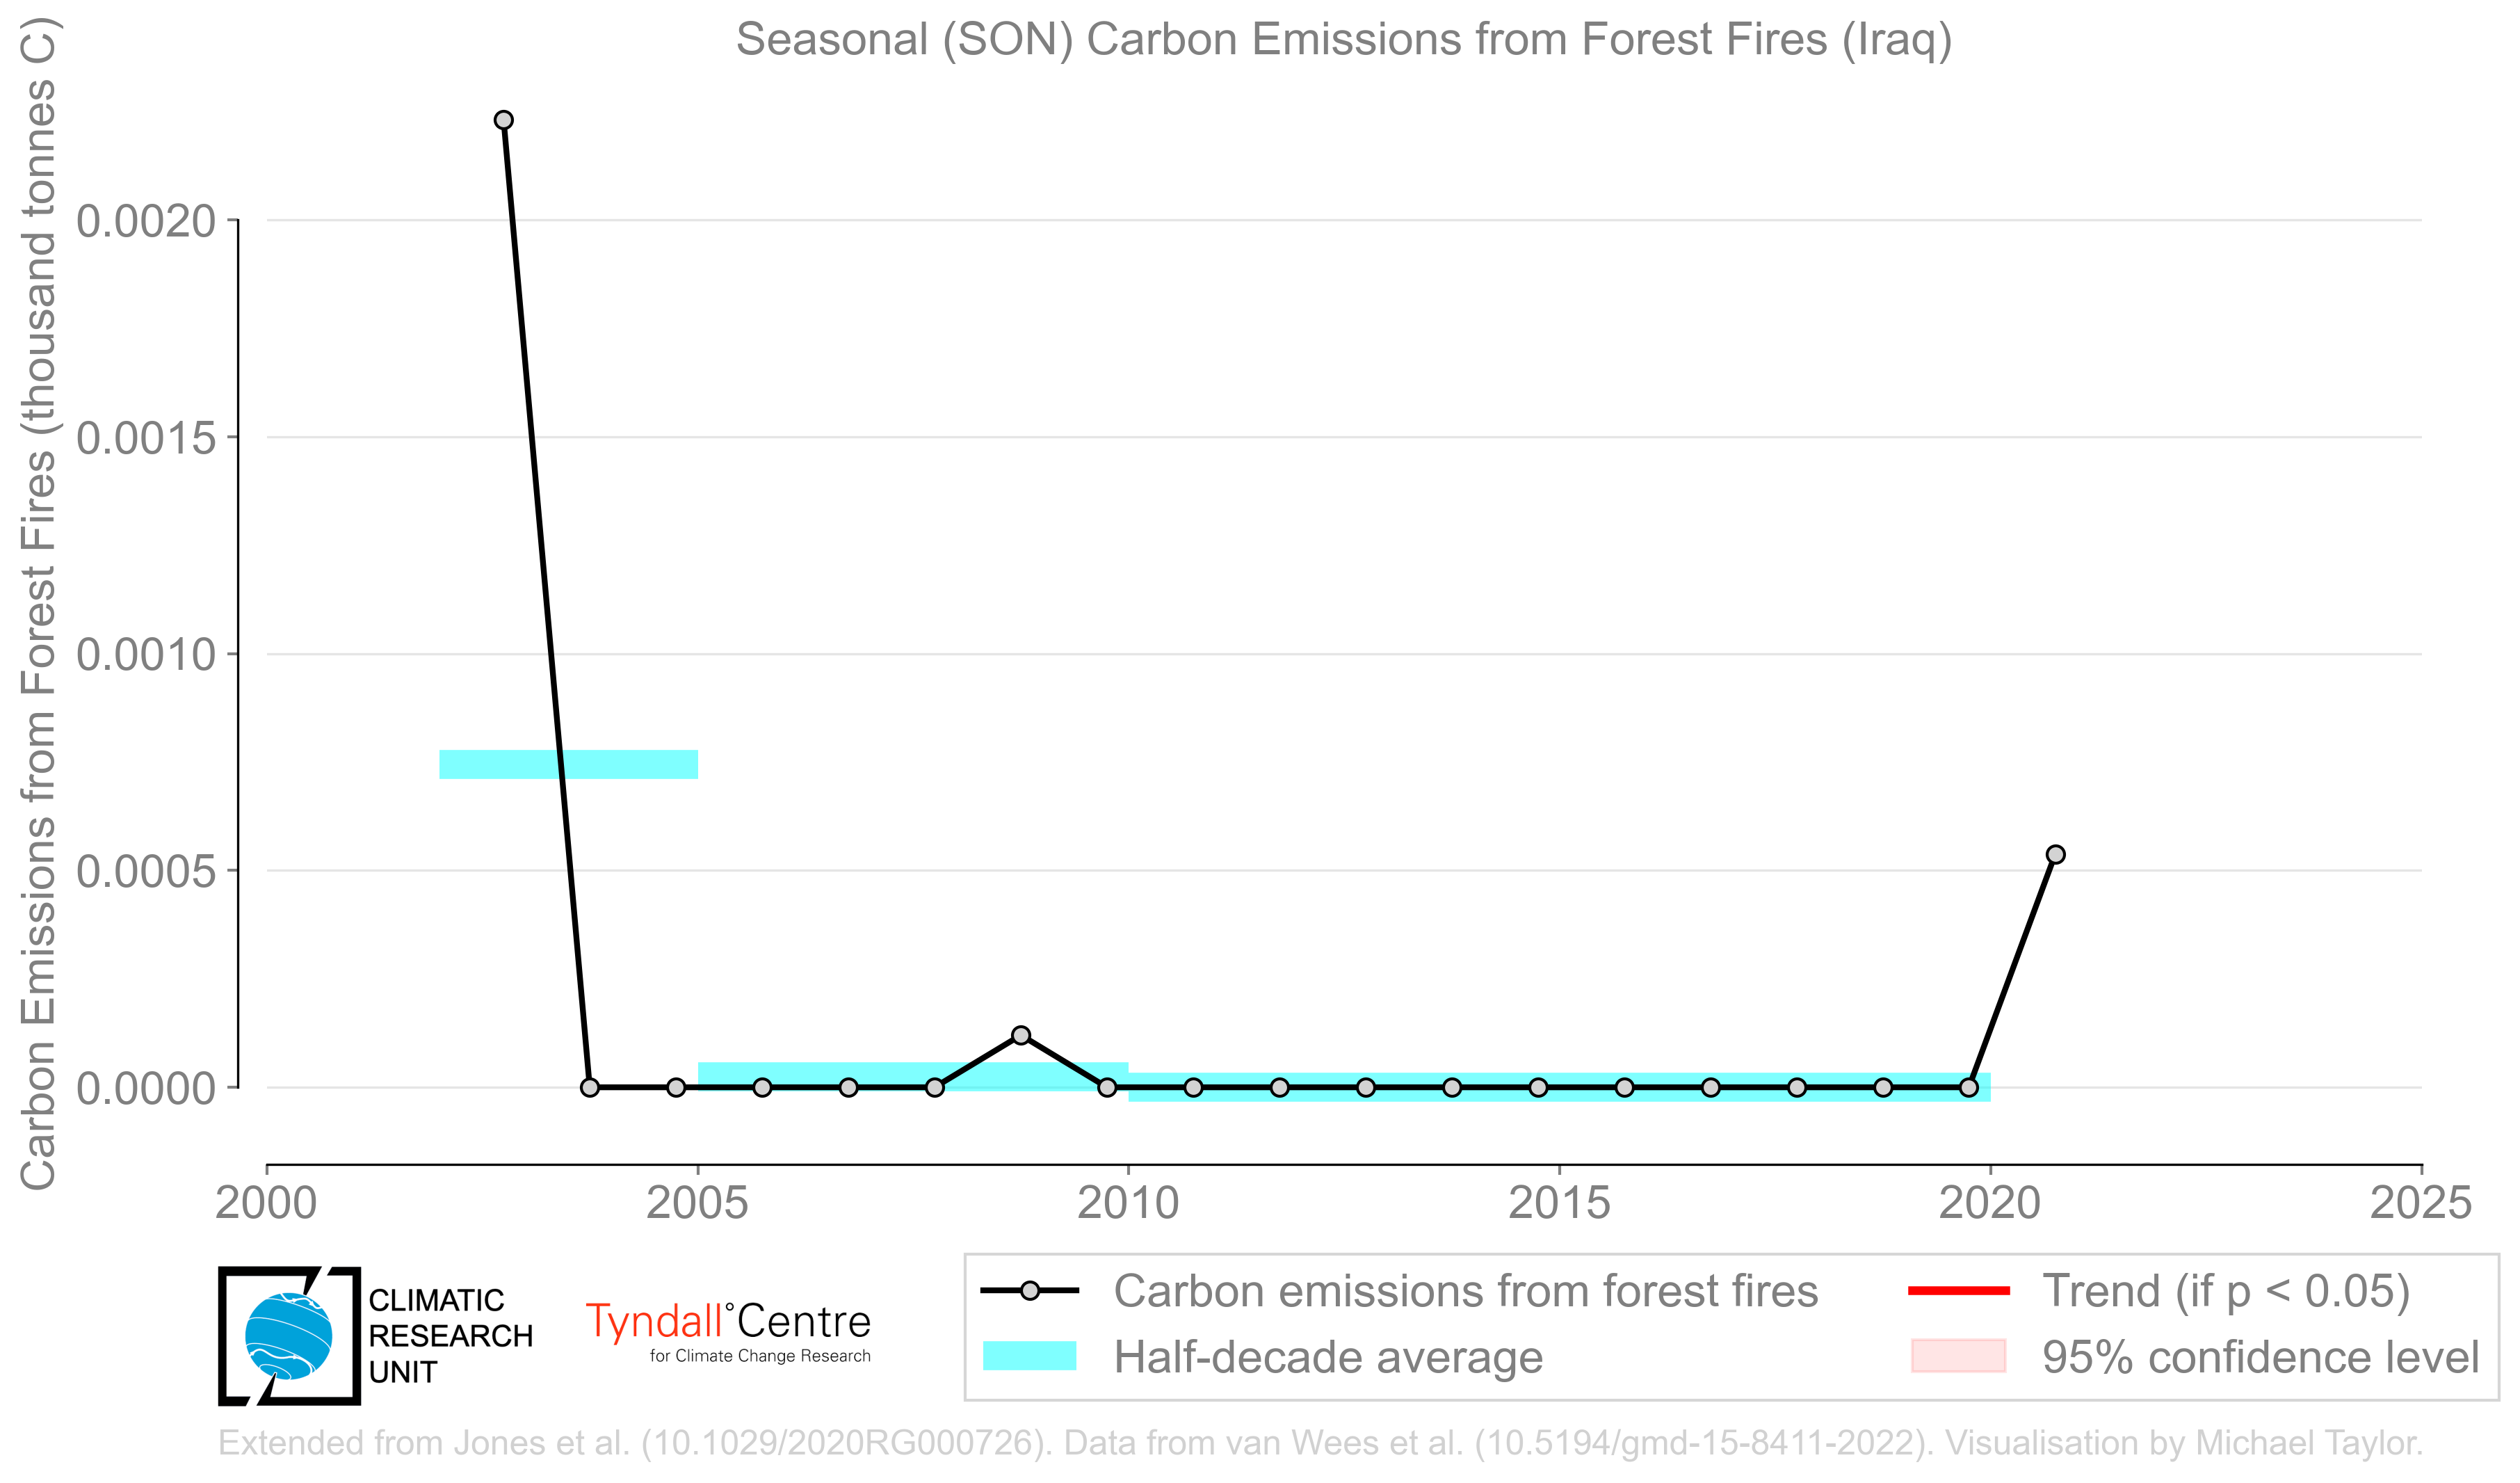 Seasonal (SON) Carbon Emissions from Forest Fires (Iraq)
Carbon Emissions from Forest Fires (thousand tonnes C)
0.0020
0.0015
0.0010
0.0005
0.0000
2000 2005 2010 2015 2020 2025
CLIMATIC
RESEARCH
UNIT
Tyndall°Centre
for Climate Change Research
Carbon emissions from forest fires
Half-decade average
Trend (if p < 0.05)
95% confidence level
Extended from Jones et al. (10.1029/2020RG000726). Data from van Wees et al. (10.5194/gmd-15-8411-2022). Visualisation by Michael Taylor.